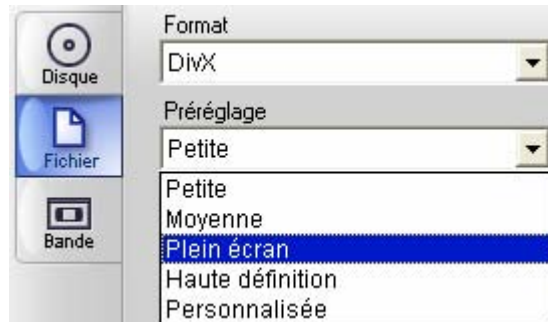 Disque
Fichier
Bande
Format
DivX
Préréglage
Petite
Petite
Moyenne
Plein écran
Haute définition
Personnalisée